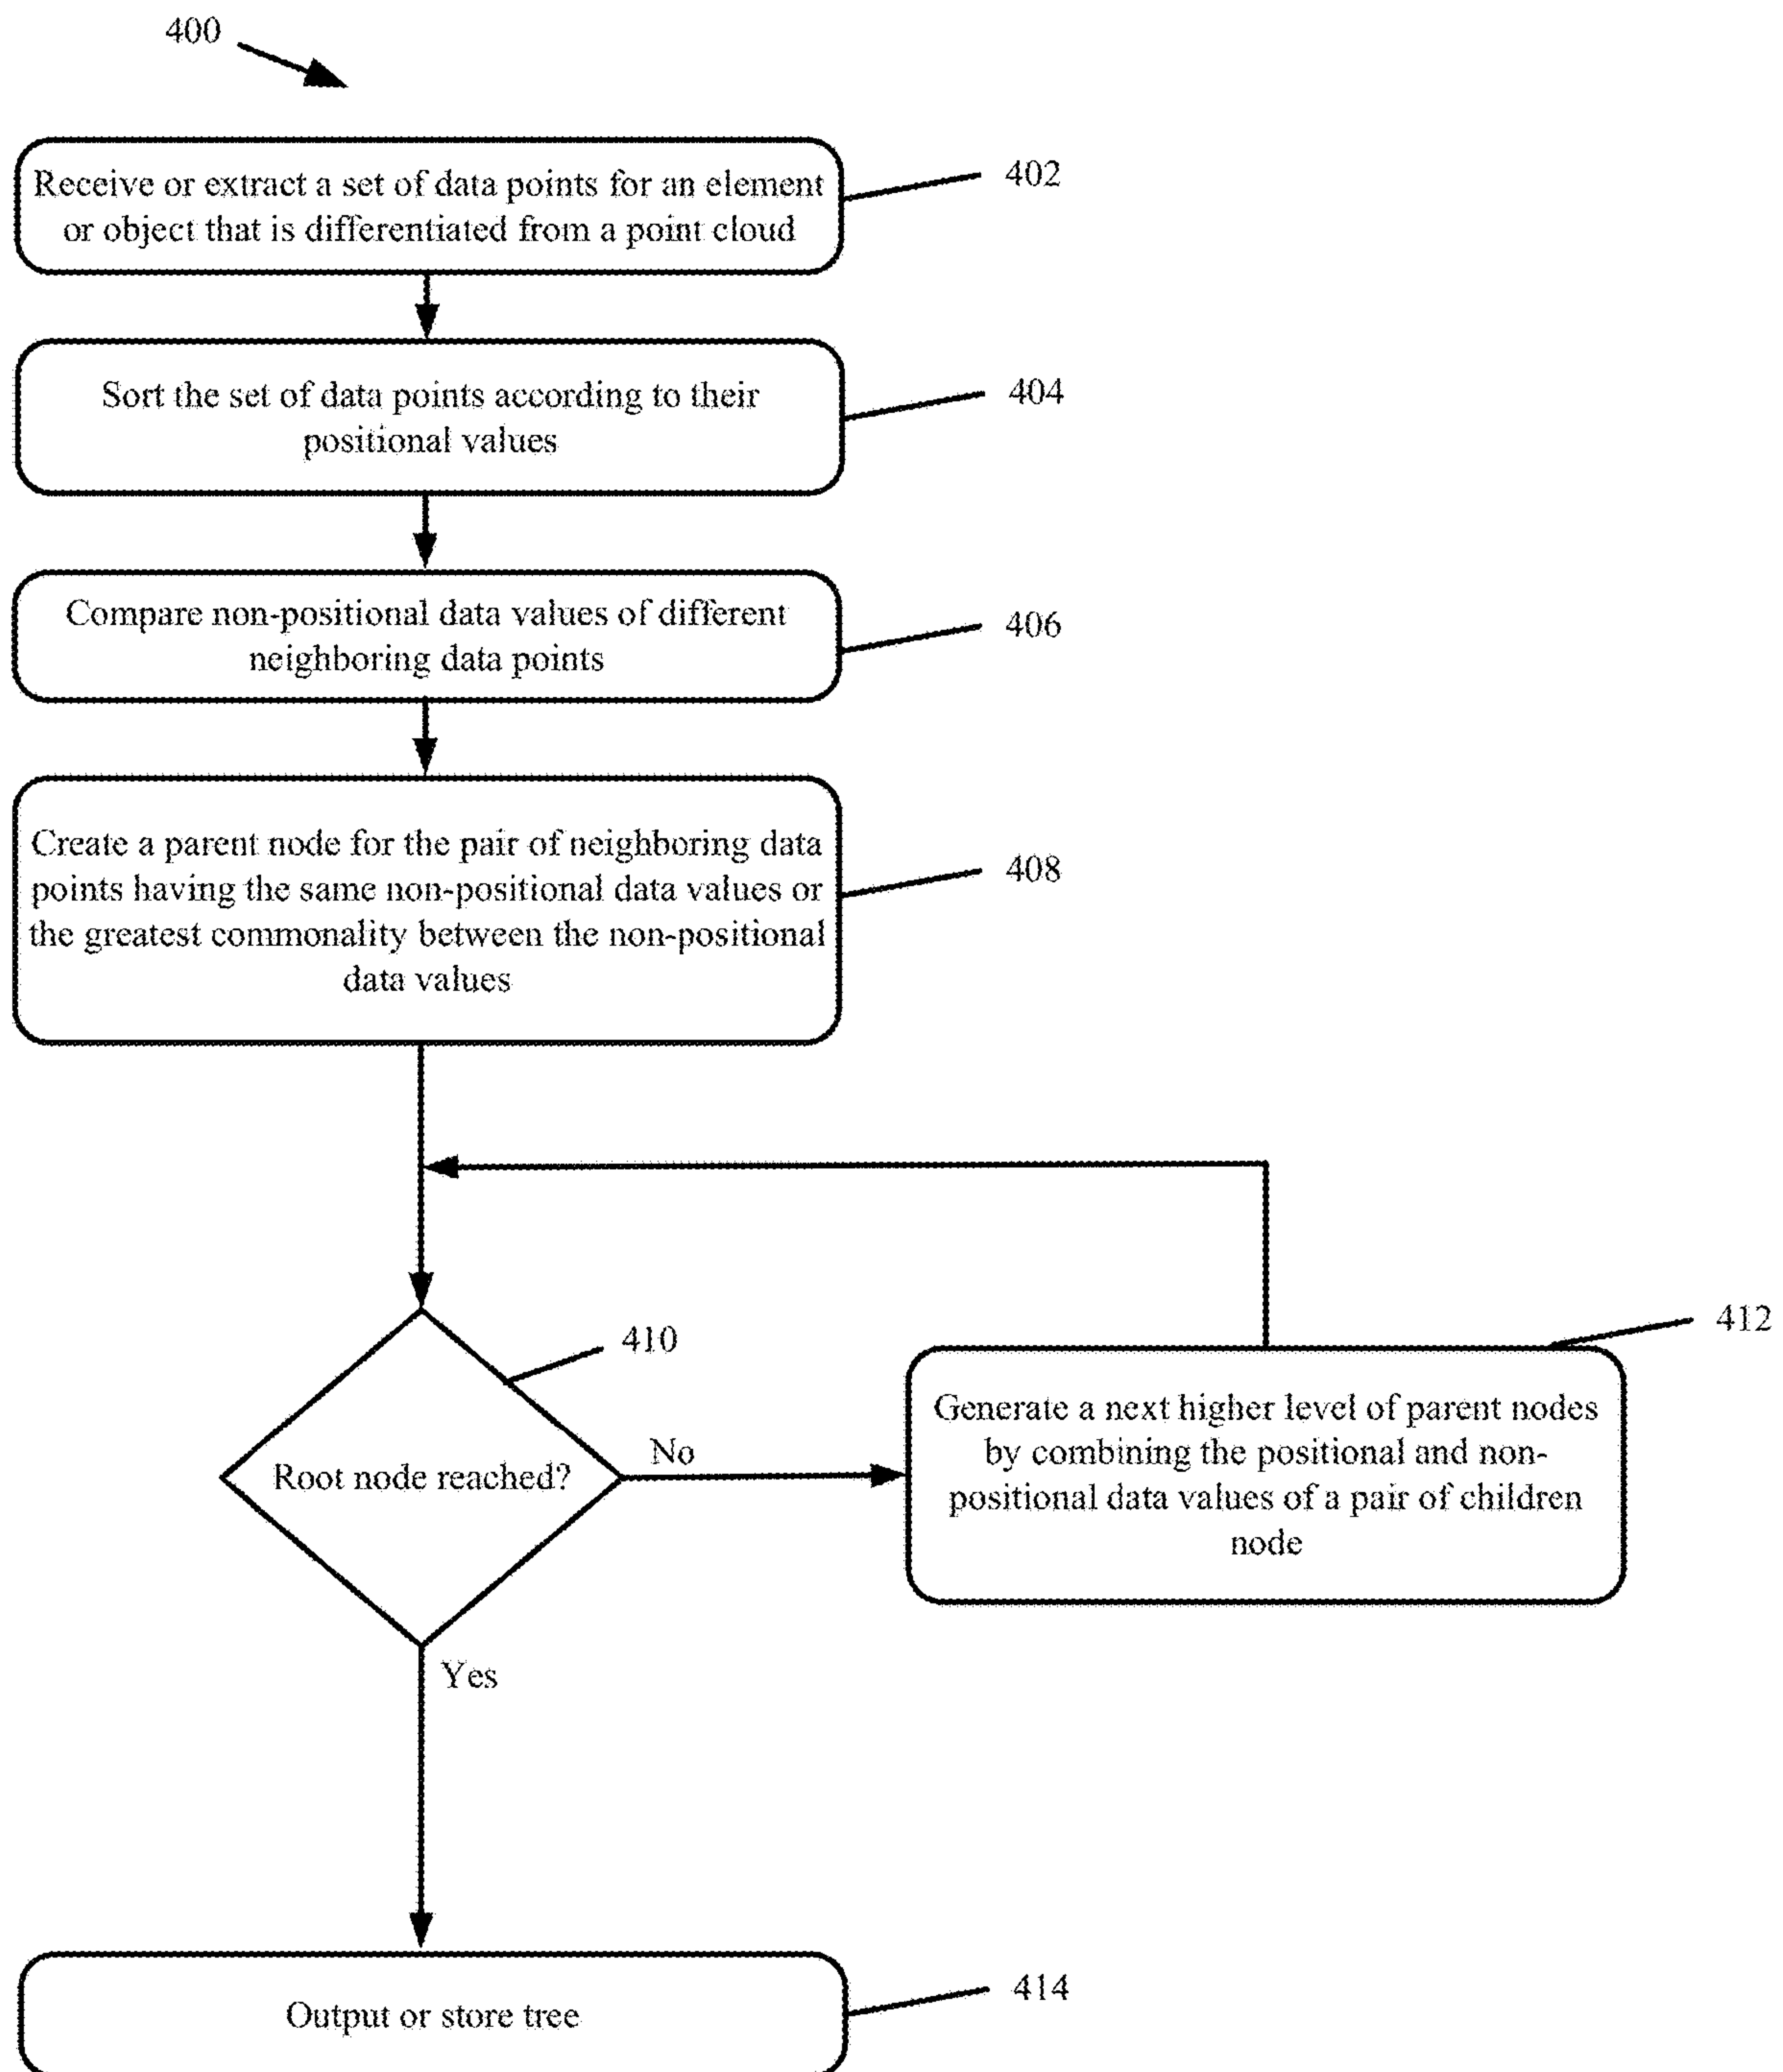 400
Receive or extract a set of data points for an element
or object that is differentiated from a point cloud
402
Sort the set of data points according to their
positional values
404
Compare non-positional data values of different
neighboring data points
406
Create a parent node for the pair of neighboring data
points having the same non-positional data values or
the greatest commonality between the non-positional
data values
408
410
Root node reached?
No
412
Generate a next higher level of parent nodes
by combining the positional and non-
positional data values of a pair of children
node
Yes
Output or store tree
414